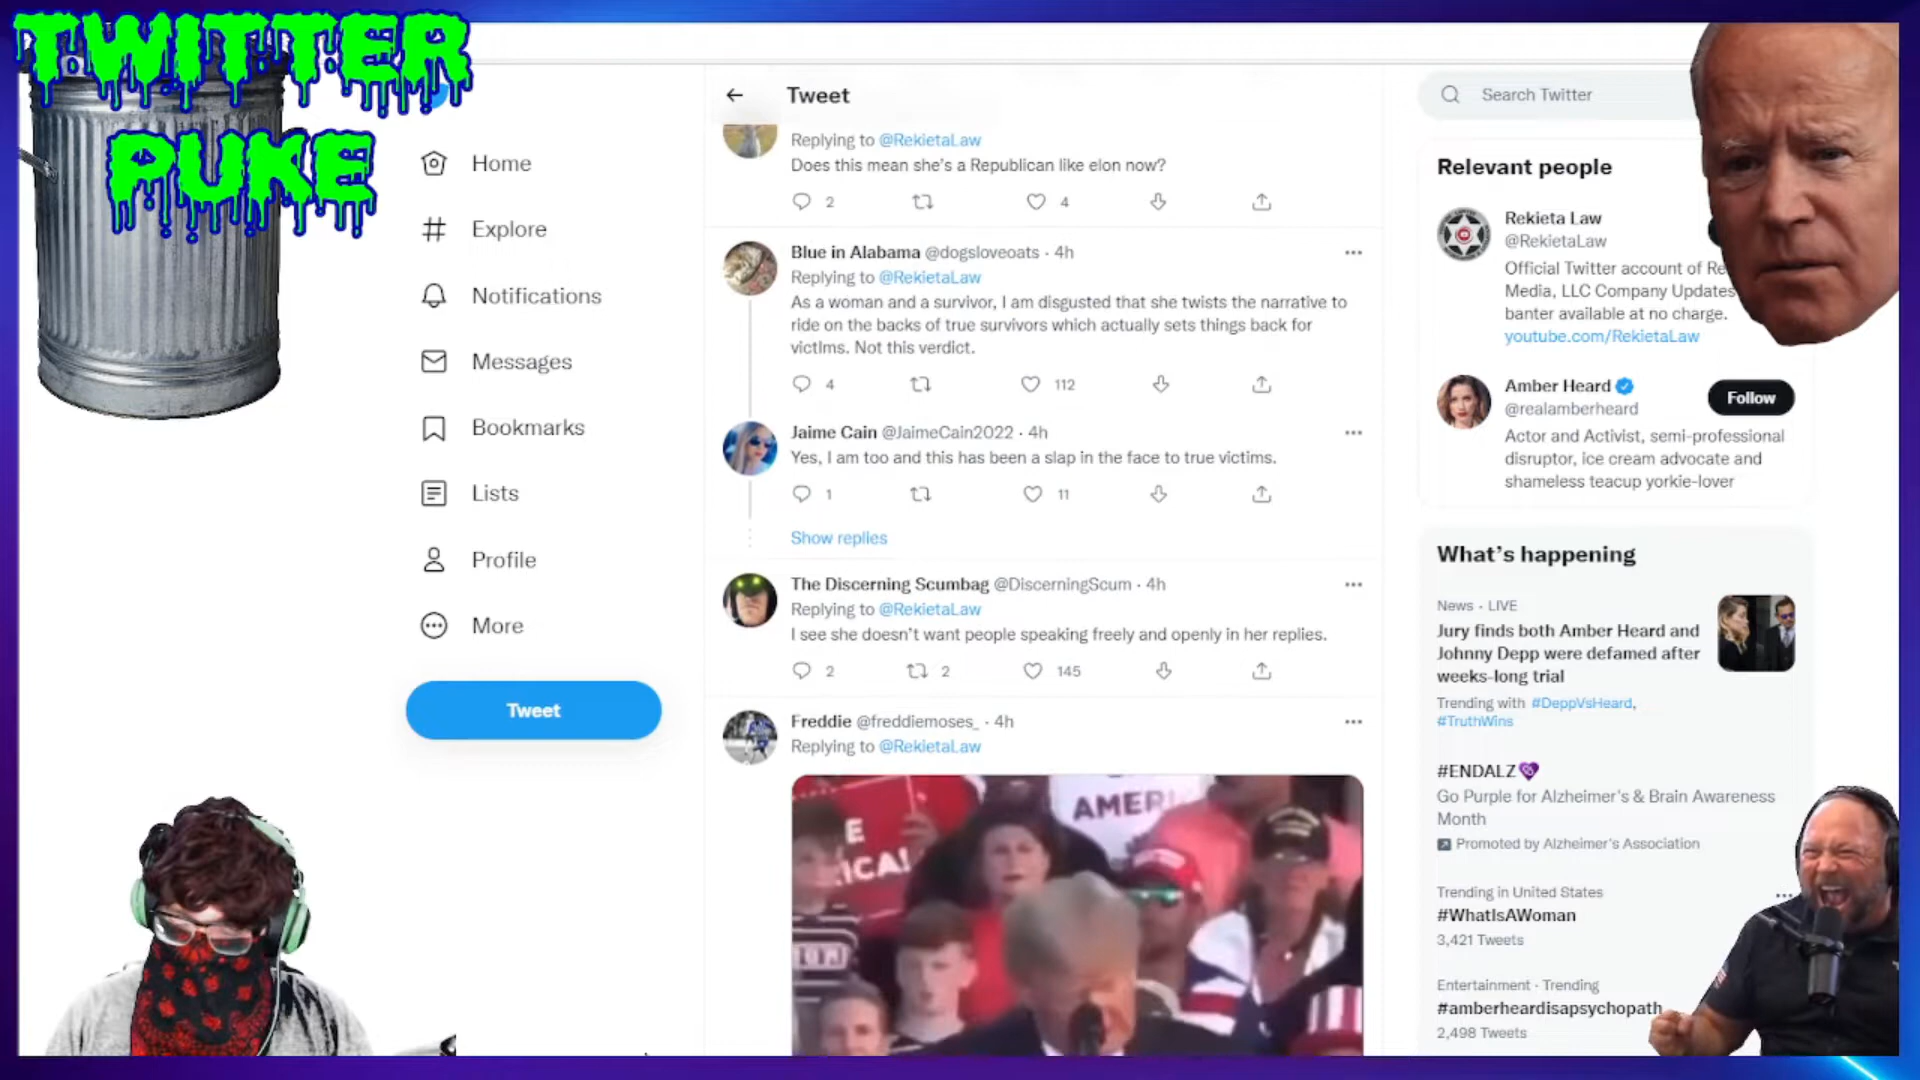 TWITTER
PUKE
Home
Explore
Notifications
Messages
Bookmarks
Lists
Profile
More
Tweet
Tweet
Replying to @RekietaLaw
Does this mean she's a Republican like elon now?
2 4
Blue in Alabama @dogsloveoats · 4h
Replying to @RekietaLaw
As a woman and a survivor, I am disgusted that she twists the narrative to
ride on the backs of true survivors which actually sets things back for
victIms. Not this verdict.
4 112
Jaime Cain @JaimeCain2022 · 4h
Yes, I am too and this has been a slap in the face to true victims.
1 11
Show replies
The Discerning Scumbag @DiscerningScum · 4h
Replying to @RekietaLaw
I see she doesn't want people speaking freely and openly in her replies.
2 2 145
Freddie @freddiemoses_ · 4h
Replying to @RekietaLaw
AMERI
E
ICA!
Search Twitter
Relevant people
Rekieta Law
@RekietaLaw
Official Twitter account of Re
Media, LLC Company Updates
banter available at no charge.
youtube.com/RekietaLaw
Amber Heard
@realamberheard
Follow
Actor and Activist, semi-professional
disruptor, ice cream advocate and
shameless teacup yorkie-lover
What's happening
News · LIVE
Jury finds both Amber Heard and
Johnny Depp were defamed after
weeks-long trial
Trending with #DeppVsHeard,
#TruthWins
#ENDALZ
Go Purple for Alzheimer's & Brain Awareness
Month
Promoted by Alzheimer's Association
Trending in United States
#WhatIsAWoman
3,421 Tweets
Entertainment · Trending
#amberheardisapsychopath
2,498 Tweets